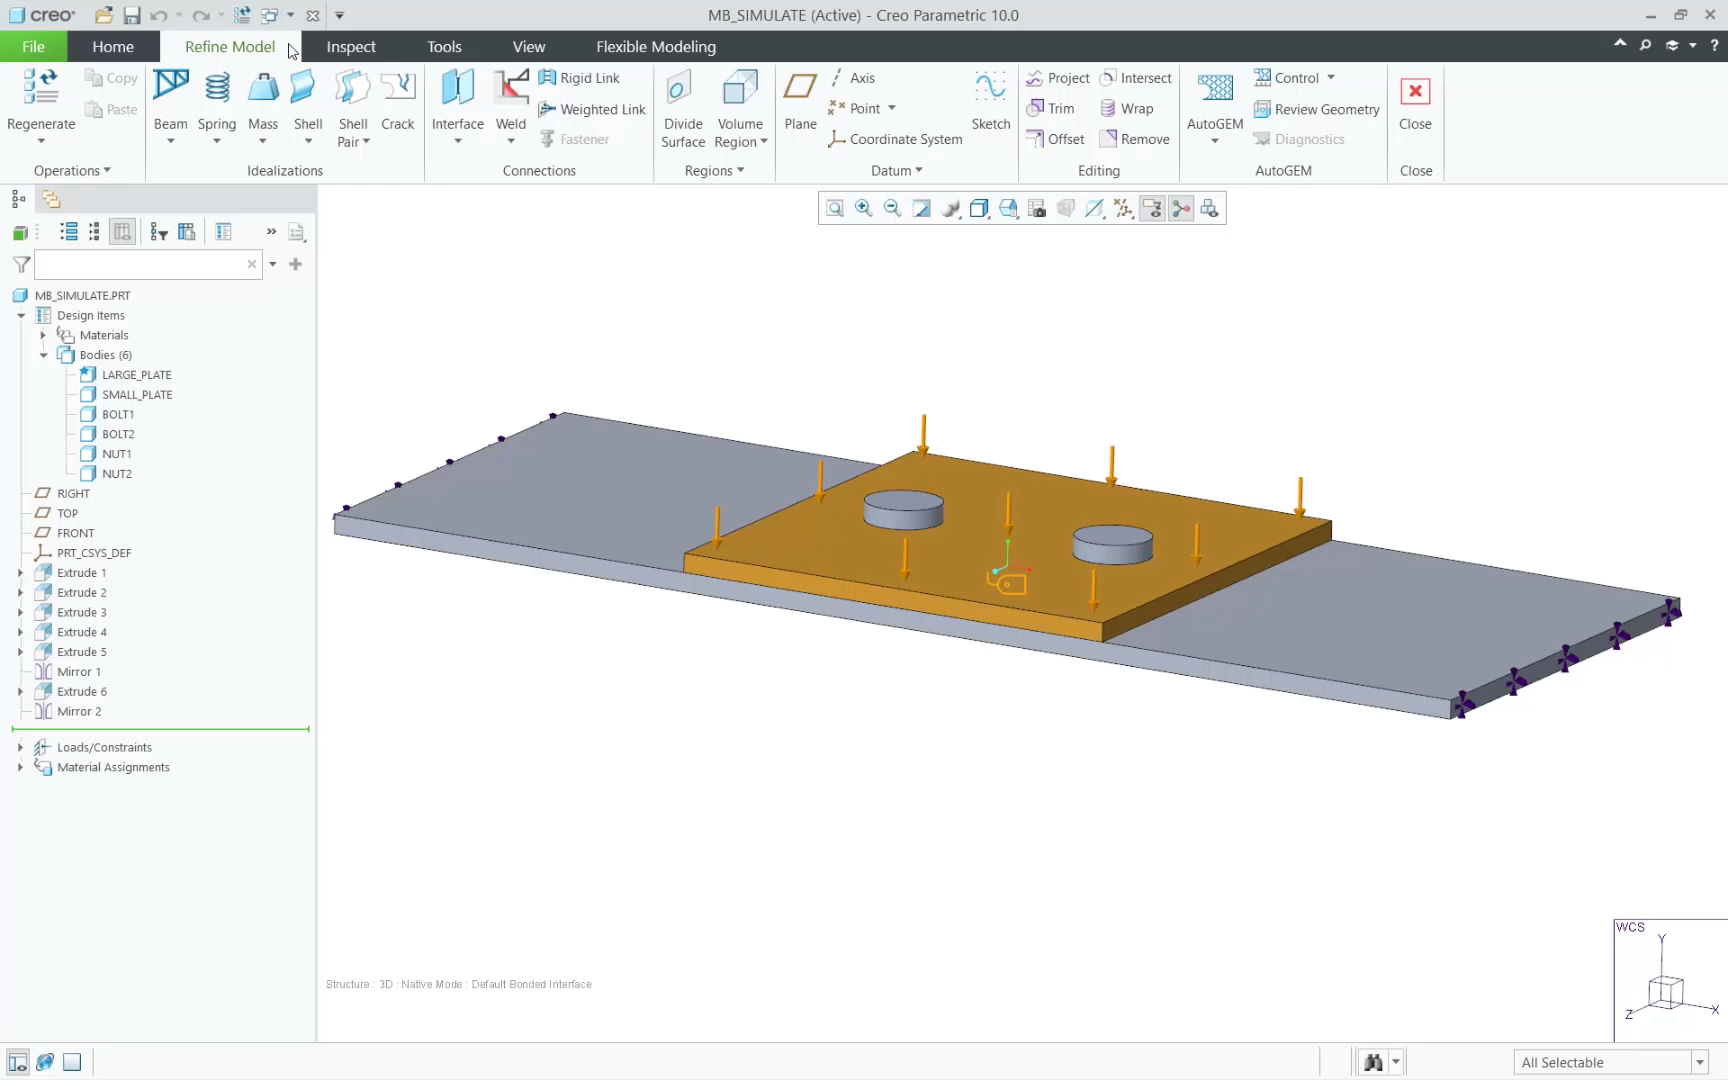 creo®
MB_SIMULATE (Active) - Creo Parametric 10.0
File
Home
Refine Model
Inspect
Tools
View
Flexible Modeling
Regenerate
Copy
Paste
Operations
Beam
Spring
Mass
Shell
Shell
Pair
Crack
Idealizations
Interface
Weld
Rigid Link
Weighted Link
Fastener
Connections
Divide
Surface
Volume
Region
Regions
Plane
Axis
Point
Coordinate System
Sketch
Datum
Project
Trim
Offset
Intersect
Wrap
Remove
Editing
AutoGEM
Control
Review Geometry
Diagnostics
AutoGEM
Close
Close
MB_SIMULATE.PRT
Design Items
Materials
Bodies (6)
LARGE_PLATE
SMALL_PLATE
BOLT1
BOLT2
NUT1
NUT2
RIGHT
TOP
FRONT
PRT_CSYS_DEF
Extrude 1
Extrude 2
Extrude 3
Extrude 4
Extrude 5
Mirror 1
Extrude 6
Mirror 2
Loads/Constraints
Material Assignments
WCS
Y
Z
X
Structure : 3D : Native Mode : Default Bonded Interface
All Selectable